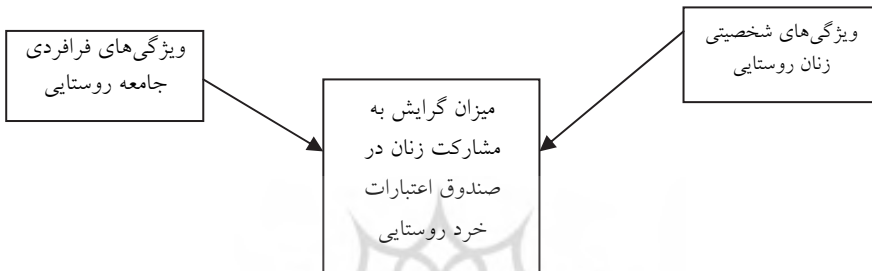 ویژگی‌های شخصیتی
زنان روستایی
ویژگی‌های فرافردی
جامعه روستایی
میزان گرایش به
مشارکت زنان در
صندوق اعتبارات
خرد روستایی